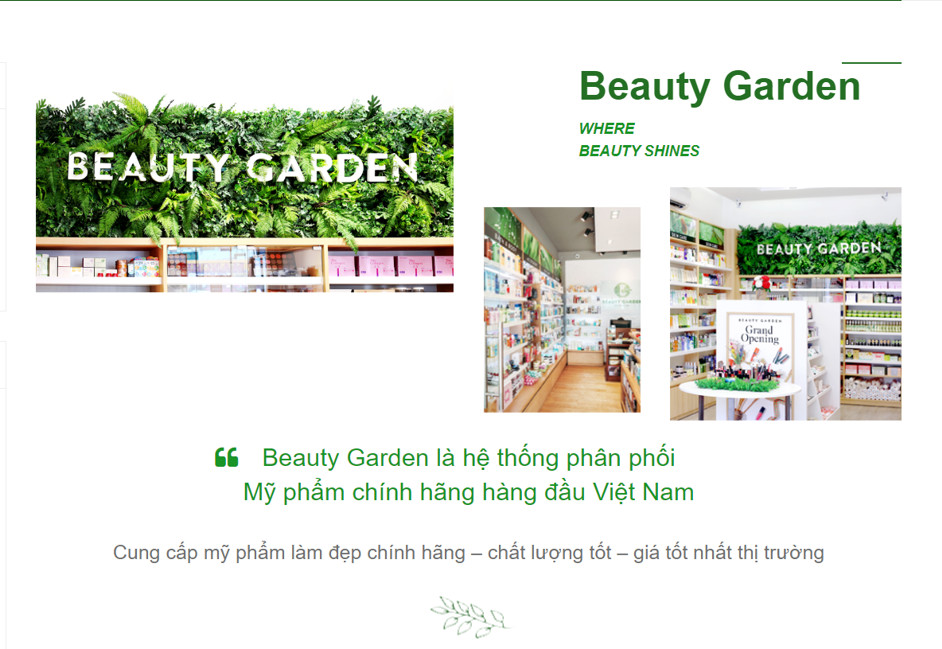 BEAUTY GARDEN
Beauty Garden
WHERE
BEAUTY SHINES
BEAUTY GARDEN
BEAUTY GARDEN
BEAUTY GARDEN
Grand
Opening
Beauty Garden là hệ thống phân phối
Mỹ phẩm chính hãng hàng đầu Việt Nam
Cung cấp mỹ phẩm làm đẹp chính hãng – chất lượng tốt – giá tốt nhất thị trường